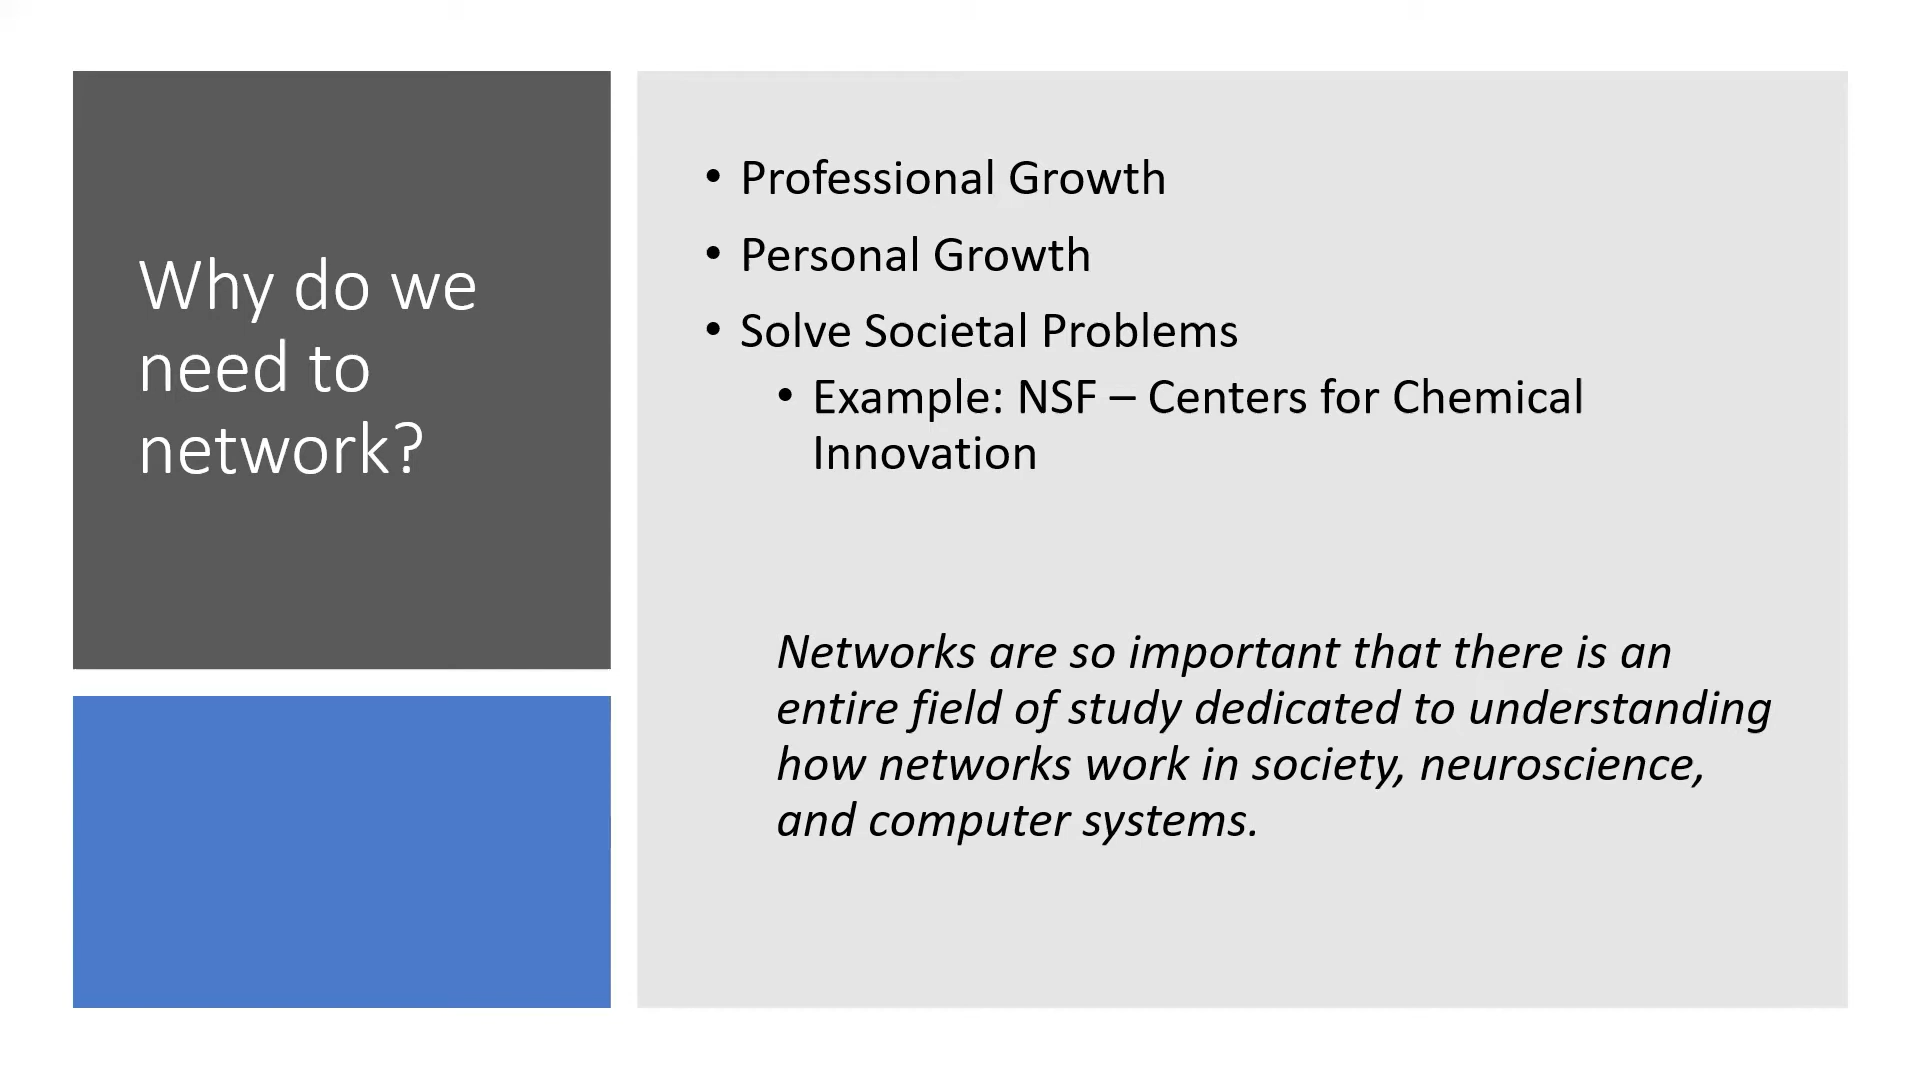 Why do we
need to
network?
• Professional Growth
• Personal Growth
• Solve Societal Problems
• Example: NSF – Centers for Chemical
Innovation
Networks are so important that there is an
entire field of study dedicated to understanding
how networks work in society, neuroscience,
and computer systems.